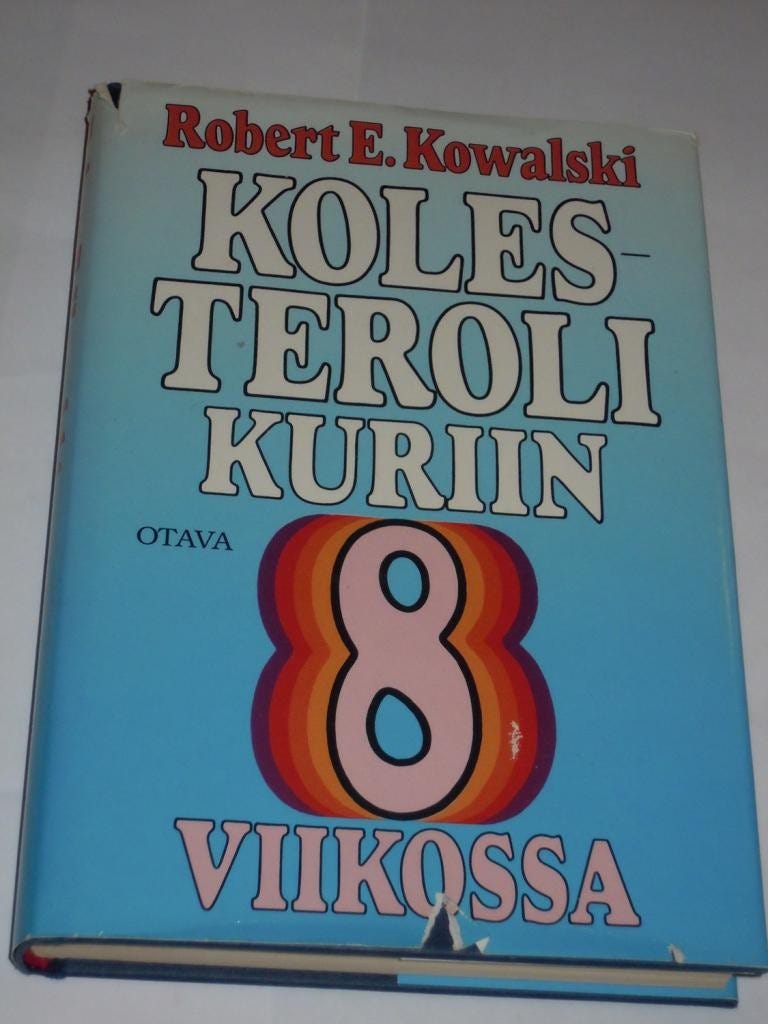 Robert E. Kowalski
KOLES-
TEROLI
KURIIN
OTAVA
8
VIIKOSSA